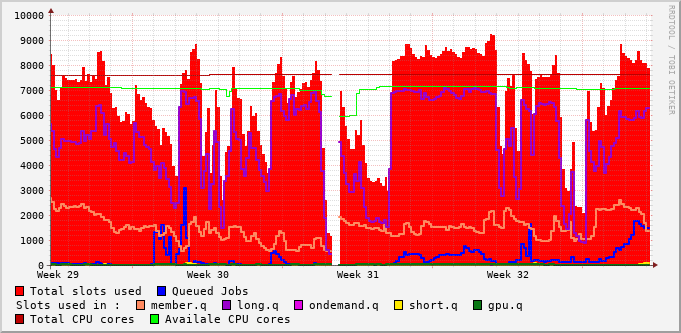 10000
9000
8000
7000
6000
5000
4000
3000
2000
1000
0
Week 29 Week 30 Week 31 Week 32
Total slots used Queued Jobs
Slots used in : member.q long.q ondemand.q short.q gpu.q
Total CPU cores Availale CPU cores
RRDTOOL / TOBI OETIKER